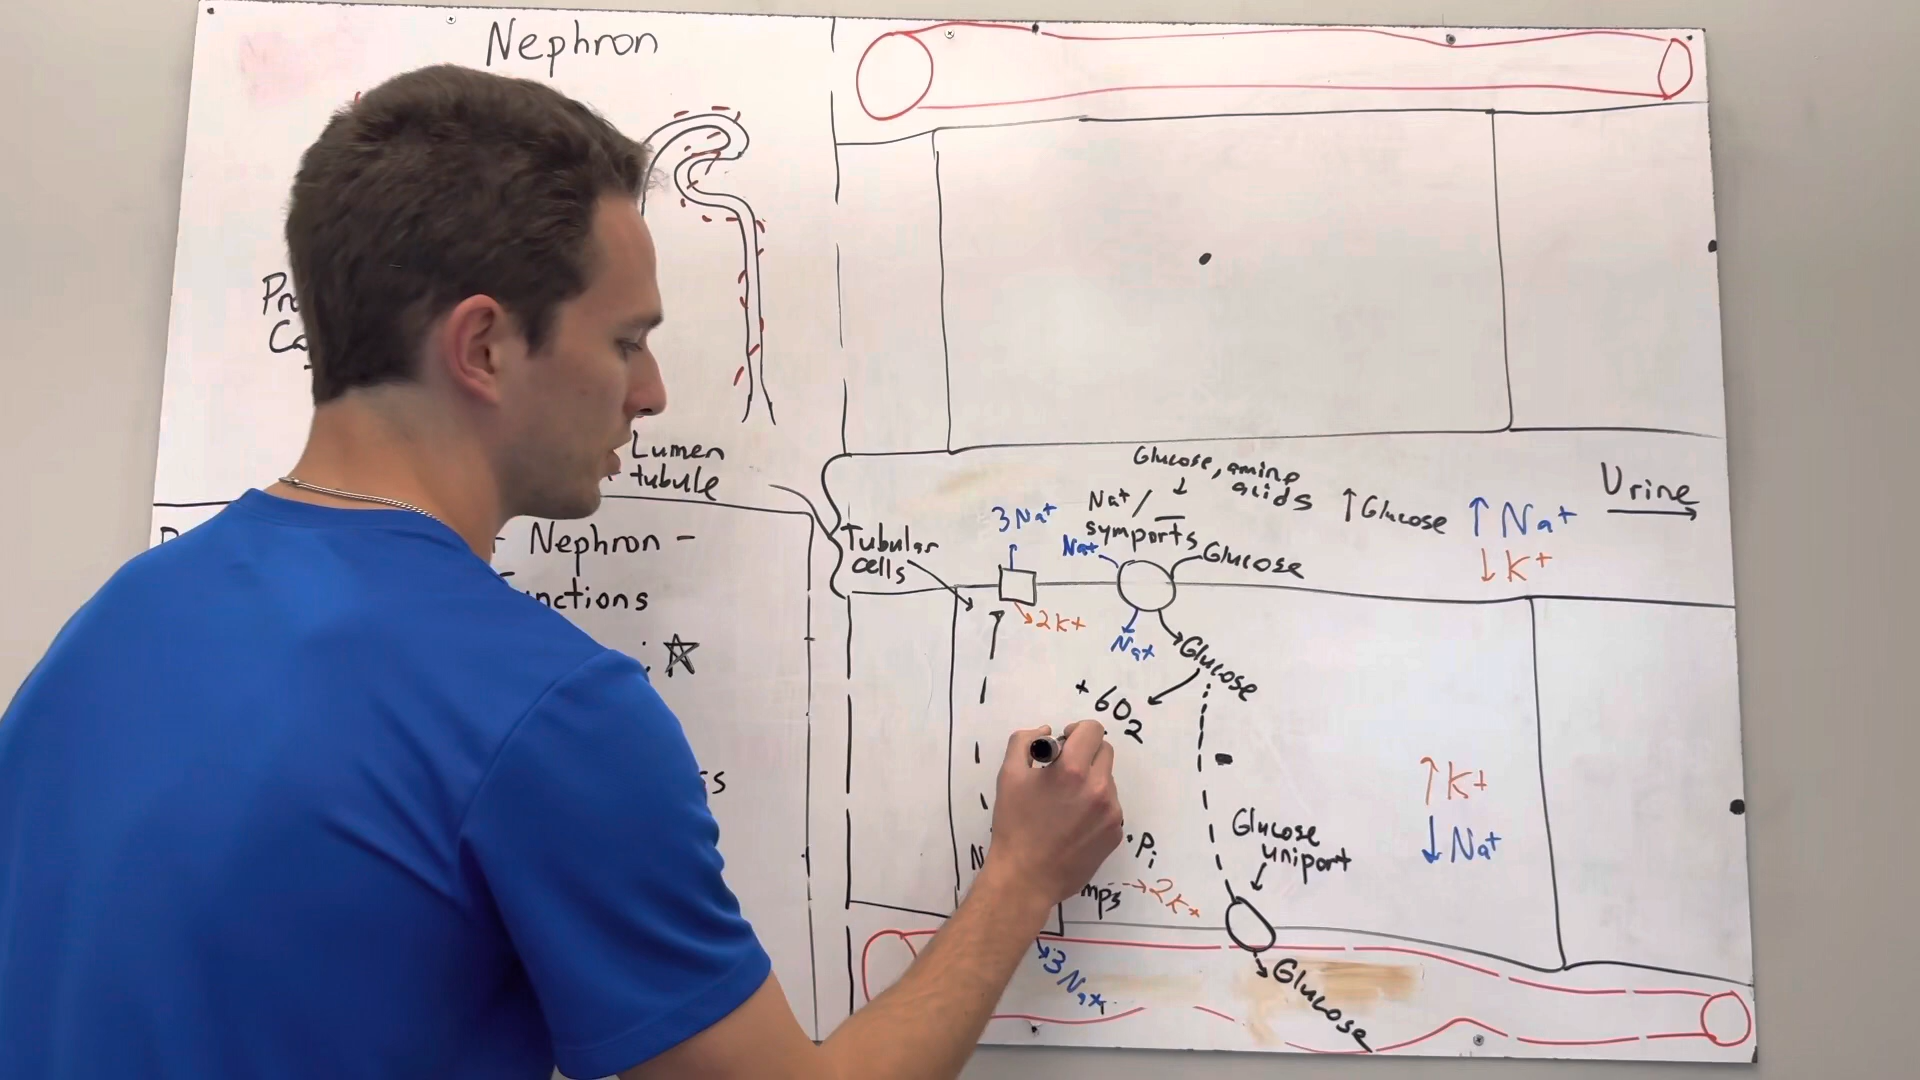 Nephron
Lumen
tubule
Nephron -
★
Tubular
cells
3Na+
2K+
Na+/
symports
Glucose, amino
acids
Na+
Glucose
Na+
Glucose
↑Glucose
↑Na+
↓K+
Urine
+ 6O2
↑K+
↓Na+
Glucose
uniport
Pi
2K+
3Na+
Glucose